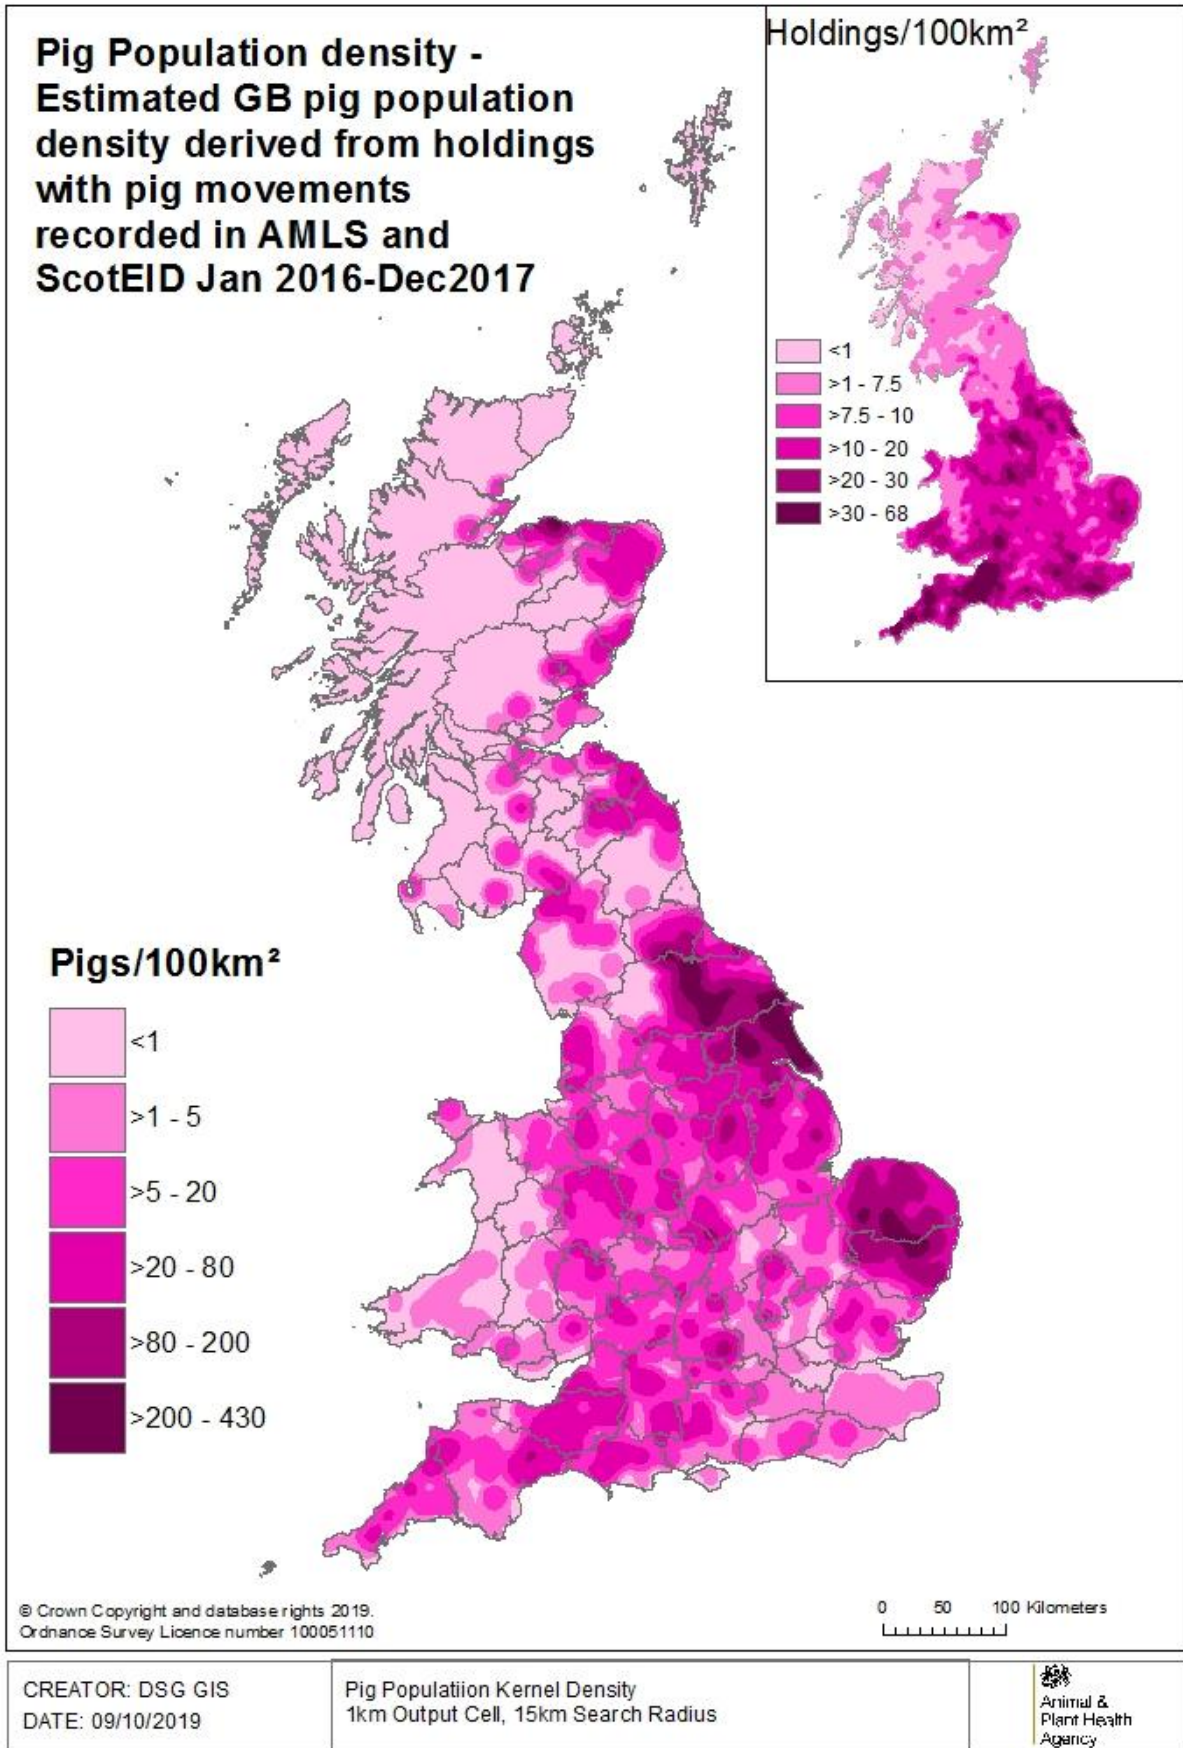 Pig Population density -
Estimated GB pig population
density derived from holdings
with pig movements
recorded in AMLS and
ScotEID Jan 2016-Dec2017
Holdings/100km²
<1
>1 - 7.5
>7.5 - 10
>10 - 20
>20 - 30
>30 - 68
Pigs/100km²
<1
>1 - 5
>5 - 20
>20 - 80
>80 - 200
>200 - 430
© Crown Copyright and database rights 2019.
Ordnance Survey Licence number 100051110
0 50 100 Kilometers
CREATOR: DSG GIS
DATE: 09/10/2019
Pig Populatiion Kernel Density
1km Output Cell, 15km Search Radius
Animal &
Plant Health
Agency